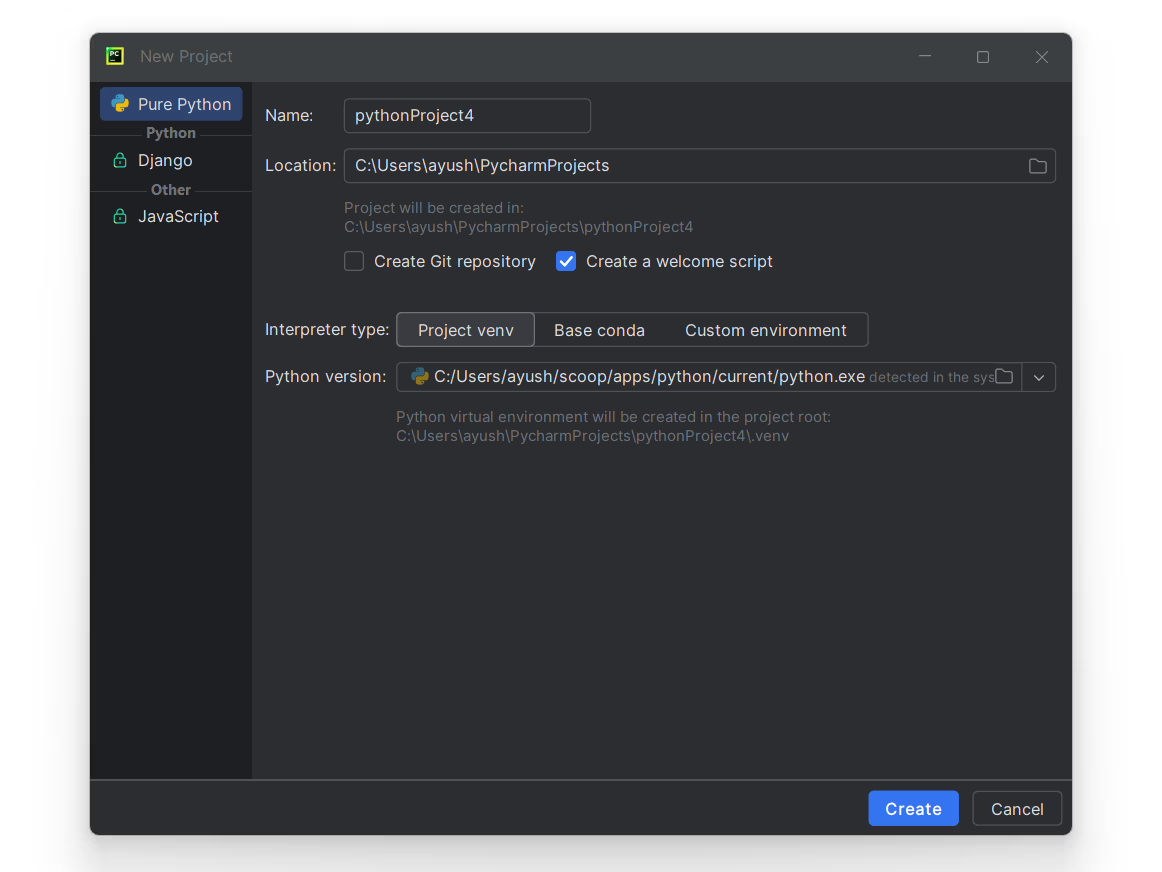 PC
New Project
Pure Python
Python
Django
Other
JavaScript
Name: pythonProject4
Location: C:\Users\ayush\PycharmProjects
Project will be created in:
C:\Users\ayush\PycharmProjects\pythonProject4
Create Git repository Create a welcome script
Interpreter type: Project venv Base conda Custom environment
Python version: C:/Users/ayush/scoop/apps/python/current/python.exe detected in the sys
Python virtual environment will be created in the project root:
C:\Users\ayush\PycharmProjects\pythonProject4\.venv
Create Cancel